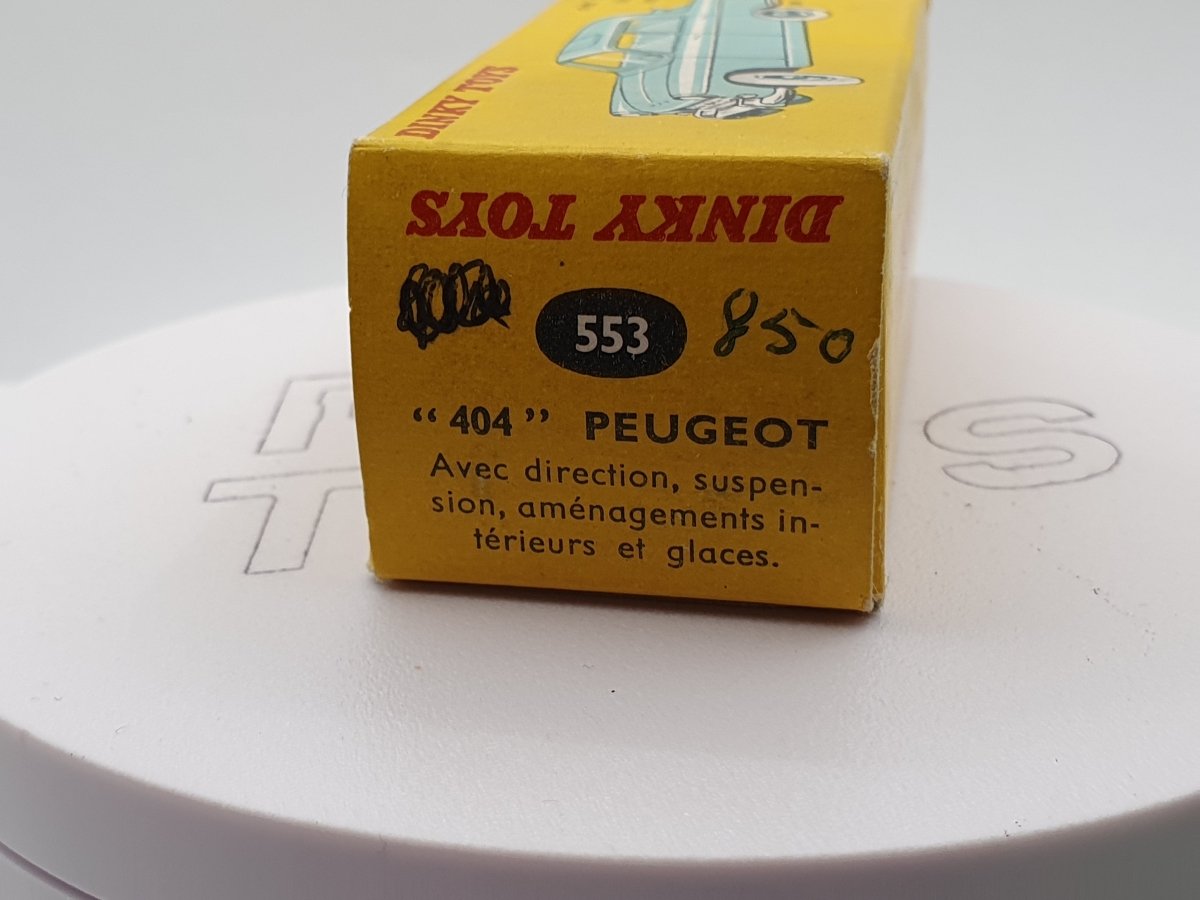 DINKY TOYS
DINKY TOYS
553 850
“404” PEUGEOT
Avec direction, suspen-
sion, aménagements in-
térieurs et glaces.